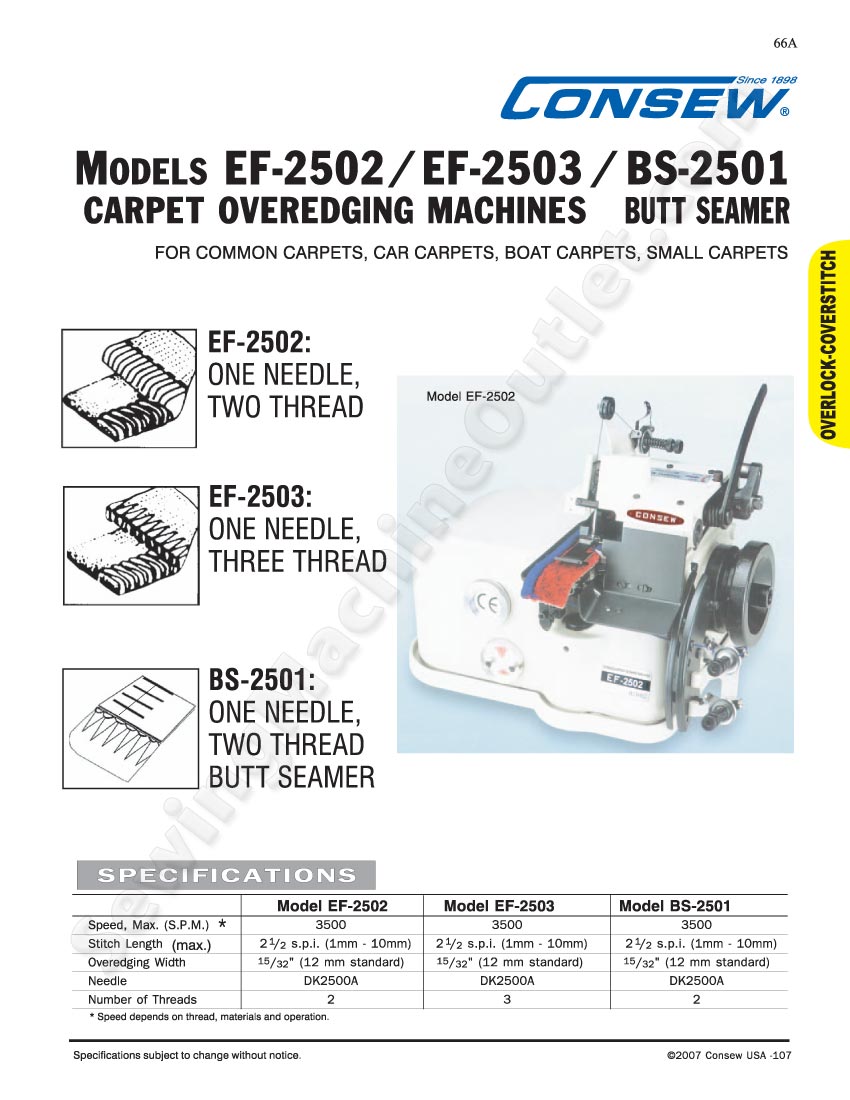 66A
Since 1898
CONSEW®
MODELS EF-2502 / EF-2503 / BS-2501
CARPET OVEREDGING MACHINES BUTT SEAMER
FOR COMMON CARPETS, CAR CARPETS, BOAT CARPETS, SMALL CARPETS
OVERLOCK-COVERSTITCH
EF-2502:
ONE NEEDLE,
TWO THREAD
Model EF-2502
CONSEW
CE
EF-2502
EF-2503:
ONE NEEDLE,
THREE THREAD
BS-2501:
ONE NEEDLE,
TWO THREAD
BUTT SEAMER
SewingMachineOutlet.com
SPECIFICATIONS
Model EF-2502 Model EF-2503 Model BS-2501
Speed, Max. (S.P.M.) * 3500 3500 3500
Stitch Length (max.) 2 1/2 s.p.i. (1mm - 10mm) 2 1/2 s.p.i. (1mm - 10mm) 2 1/2 s.p.i. (1mm - 10mm)
Overedging Width 15/32" (12 mm standard) 15/32" (12 mm standard) 15/32" (12 mm standard)
Needle DK2500A DK2500A DK2500A
Number of Threads 2 3 2
* Speed depends on thread, materials and operation.
Specifications subject to change without notice. ©2007 Consew USA -107